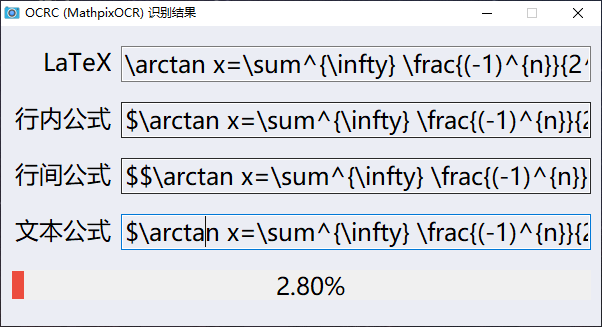 OCRC (MathpixOCR) 识别结果
LaTeX \arctan x=\sum^{\infty} \frac{(-1)^{n}}{2^
行内公式 $\arctan x=\sum^{\infty} \frac{(-1)^{n}}{2
行间公式 $$\arctan x=\sum^{\infty} \frac{(-1)^{n}}
文本公式 $\arctan x=\sum^{\infty} \frac{(-1)^{n}}{2
2.80%